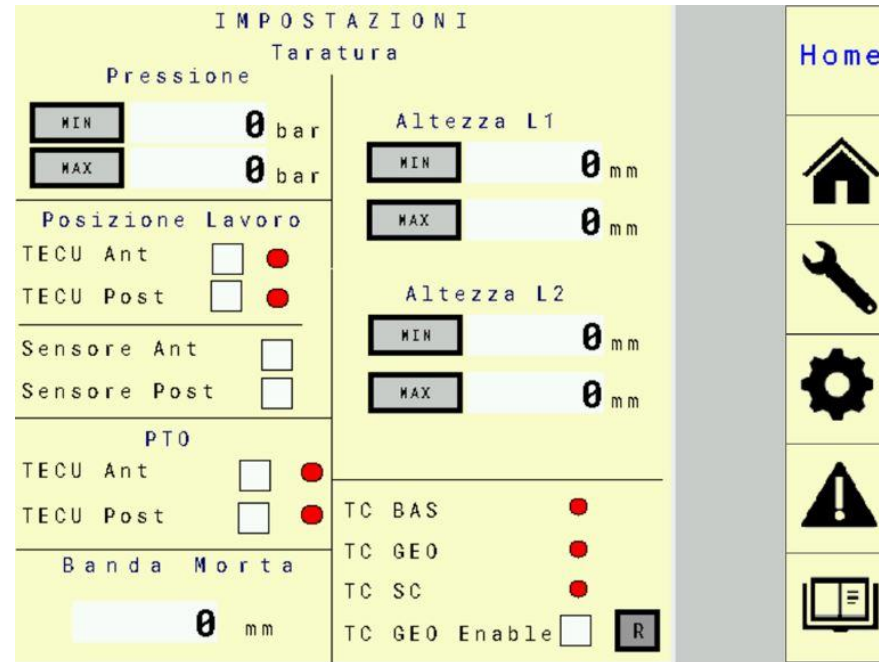 IMPOSTAZIONI
Taratura
Pressione
MIN 0 bar
MAX 0 bar
Posizione Lavoro
TECU Ant
TECU Post
Sensore Ant
Sensore Post
PTO
TECU Ant
TECU Post
Banda Morta
0 mm
Altezza L1
MIN 0 mm
MAX 0 mm
Altezza L2
MIN 0 mm
MAX 0 mm
TC BAS
TC GEO
TC SC
TC GEO Enable R
Home